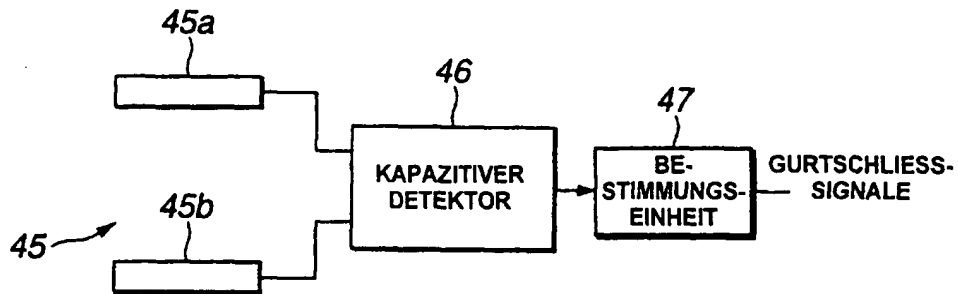 45a
46
47
KAPAZITIVER
DETEKTOR
BE-
STIMMUNGS-
EINHEIT
GURTSCHLIESS-
SIGNALE
45b
45